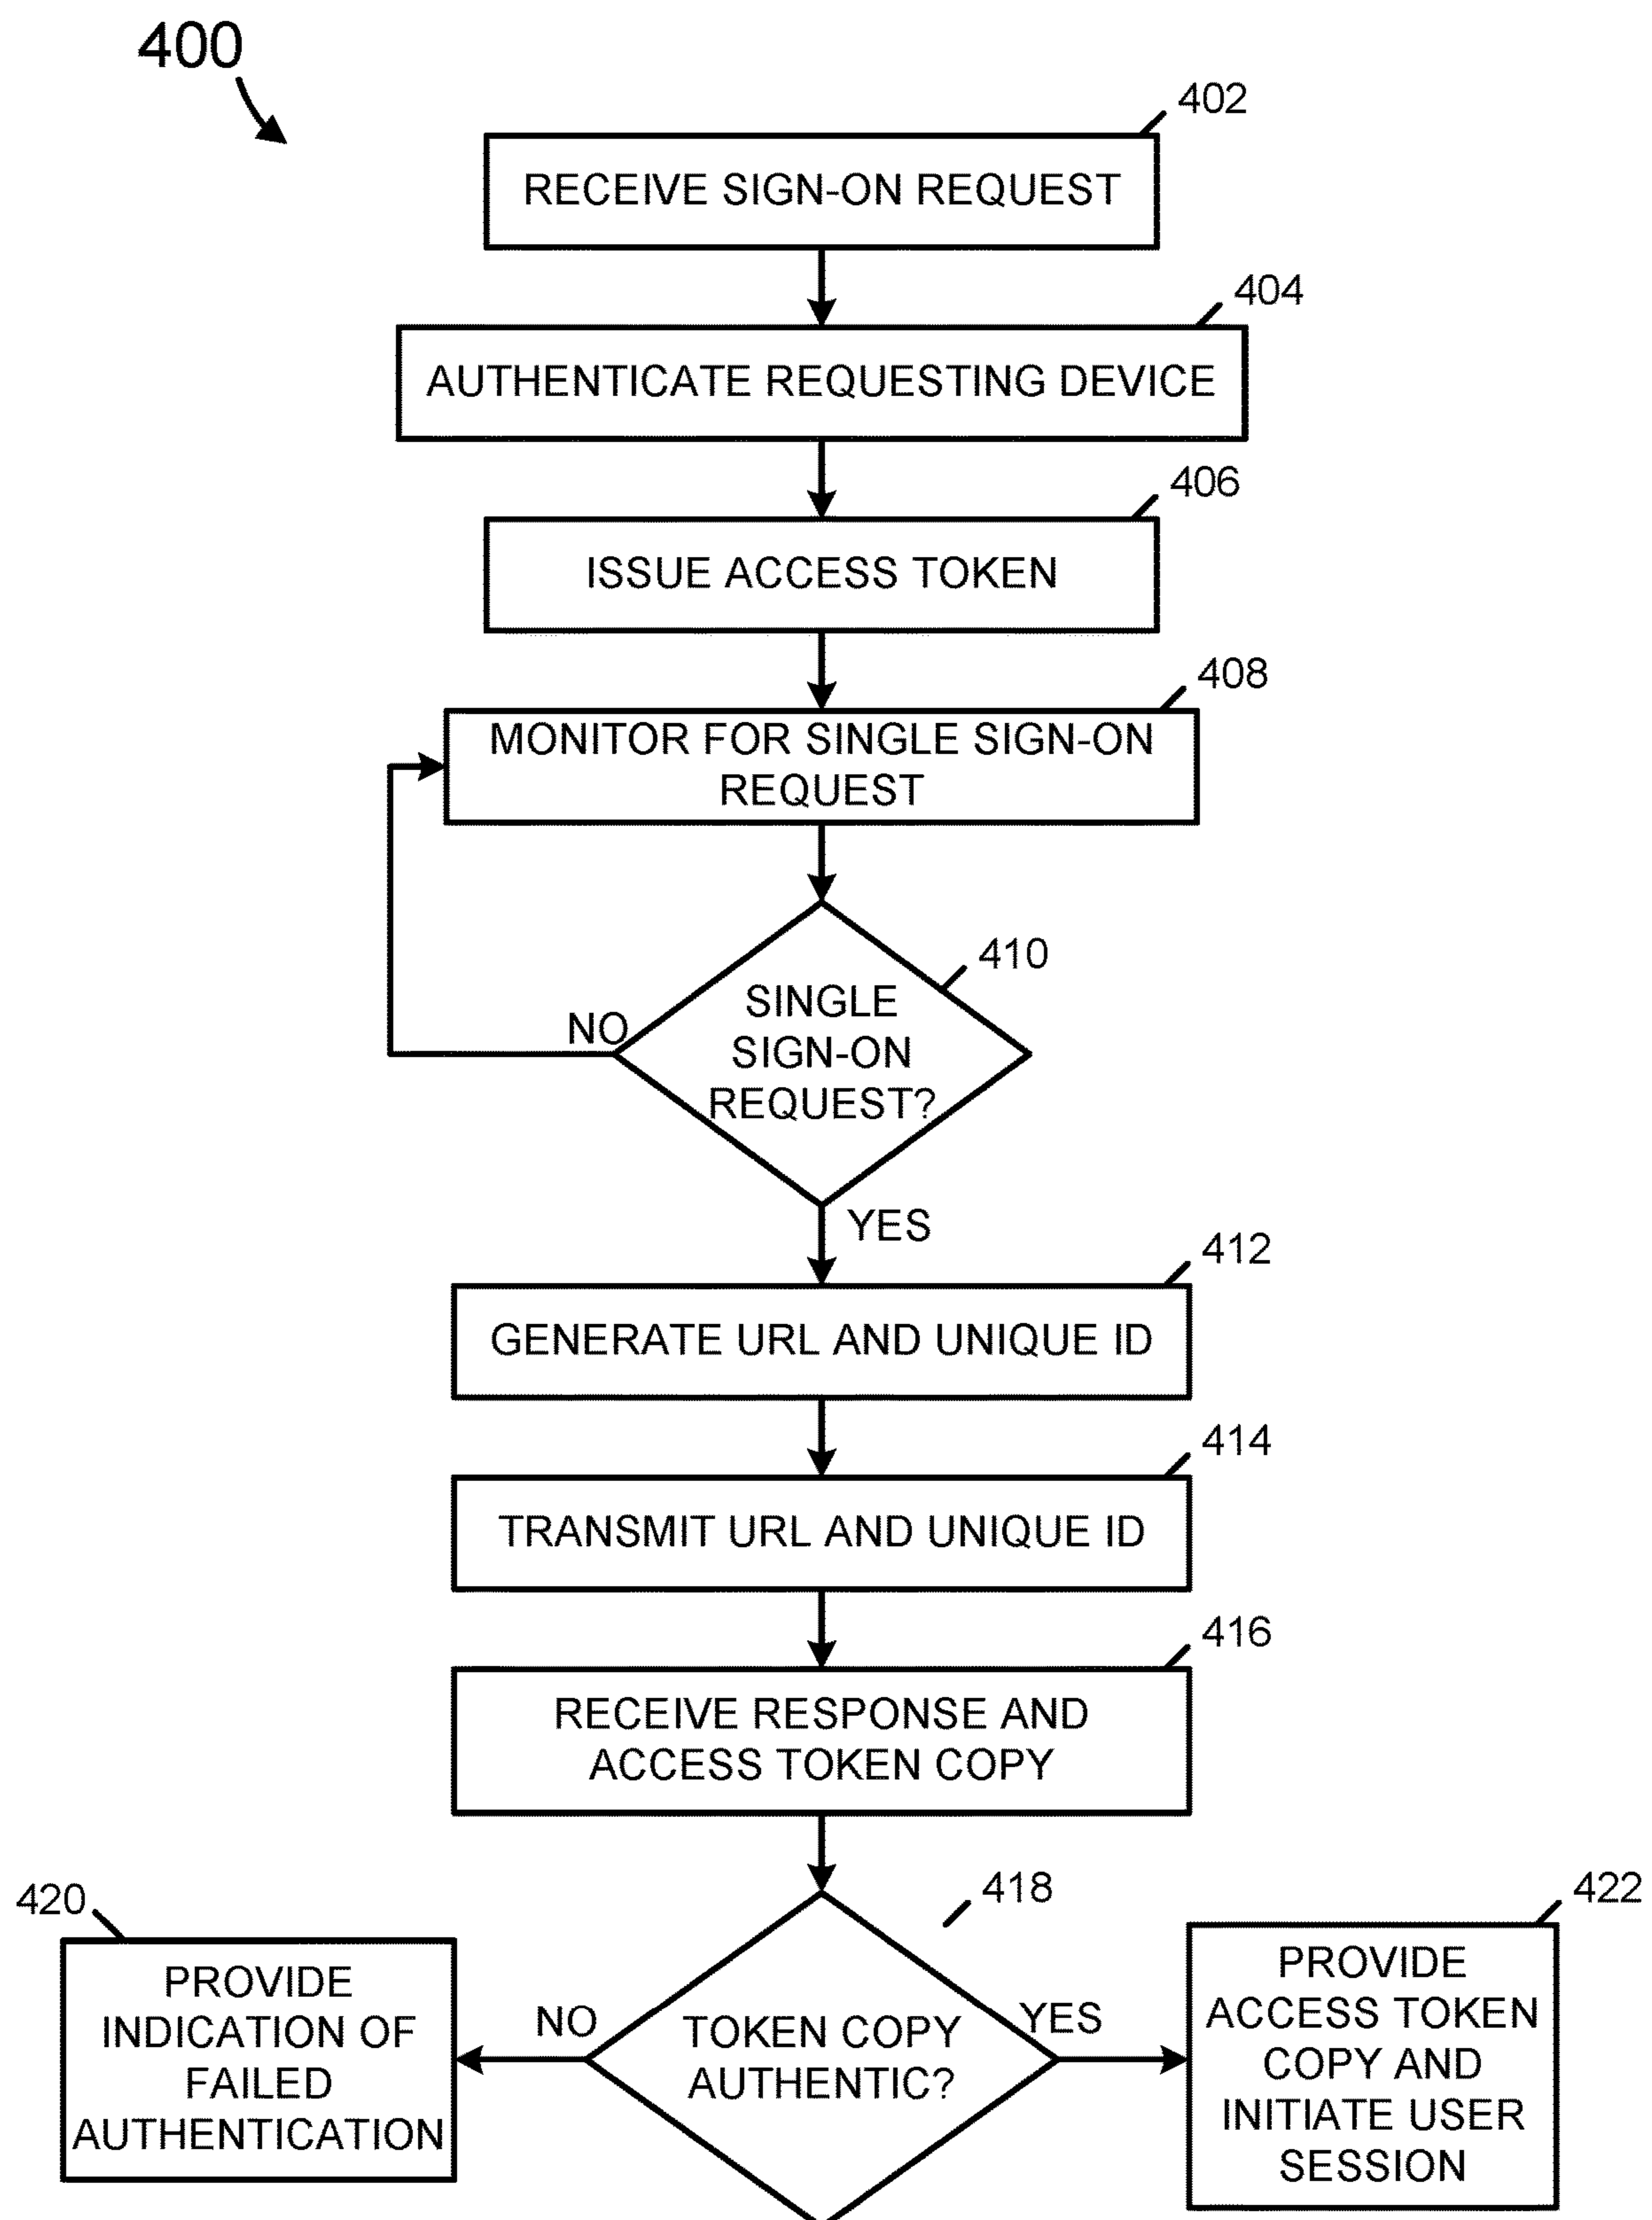 400
402
RECEIVE SIGN-ON REQUEST
404
AUTHENTICATE REQUESTING DEVICE
406
ISSUE ACCESS TOKEN
408
MONITOR FOR SINGLE SIGN-ON
REQUEST
410
SINGLE
SIGN-ON
REQUEST?
NO
YES
412
GENERATE URL AND UNIQUE ID
414
TRANSMIT URL AND UNIQUE ID
416
RECEIVE RESPONSE AND
ACCESS TOKEN COPY
418
TOKEN COPY
AUTHENTIC?
NO
YES
420
PROVIDE
INDICATION OF
FAILED
AUTHENTICATION
422
PROVIDE
ACCESS TOKEN
COPY AND
INITIATE USER
SESSION